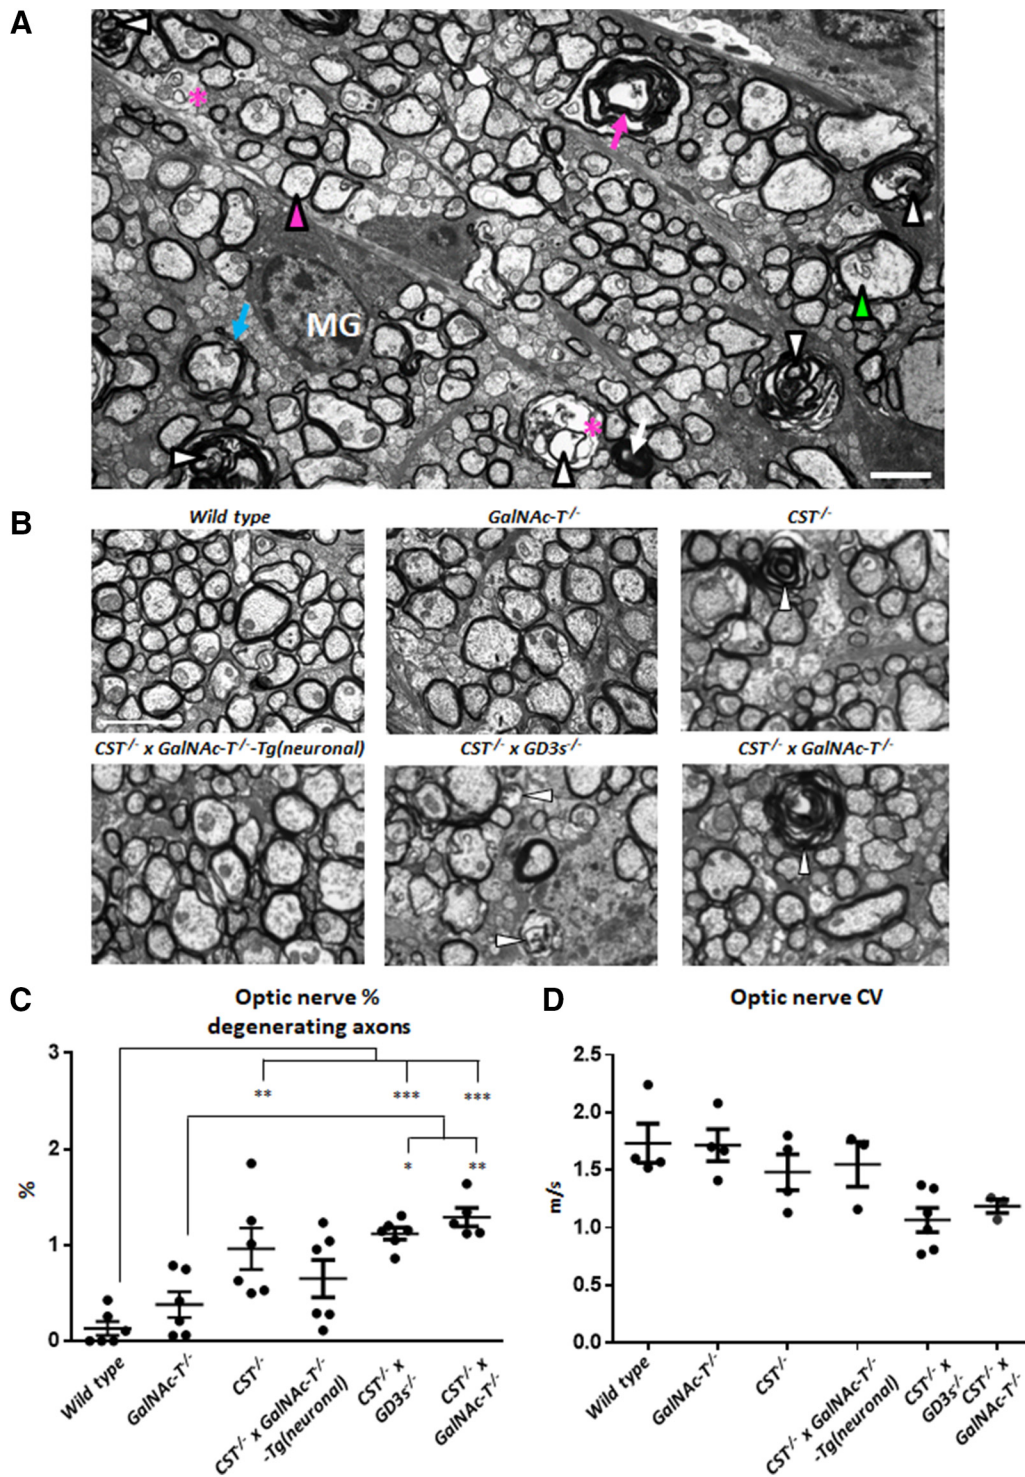 A
MG
B
Wild type
GalNAc-T-/-
CST-/-
CST-/- x GalNAc-T-/--Tg(neuronal)
CST-/- x GD3s-/-
CST-/- x GalNAc-T-/-
C
Optic nerve %
degenerating axons
%
3
2
1
0
**
***
***
*
**
Wild type
GalNAc-T-/-
CST-/-
CST-/- x GalNAc-T-/-
-Tg(neuronal)
CST-/- x
GD3s-/-
CST-/- x
GalNAc-T-/-
D
Optic nerve CV
m/s
2.5
2.0
1.5
1.0
0.5
0.0
Wild type
GalNAc-T-/-
CST-/-
CST-/- x GalNAc-T-/-
-Tg(neuronal)
CST-/- x
GD3s-/-
CST-/- x
GalNAc-T-/-